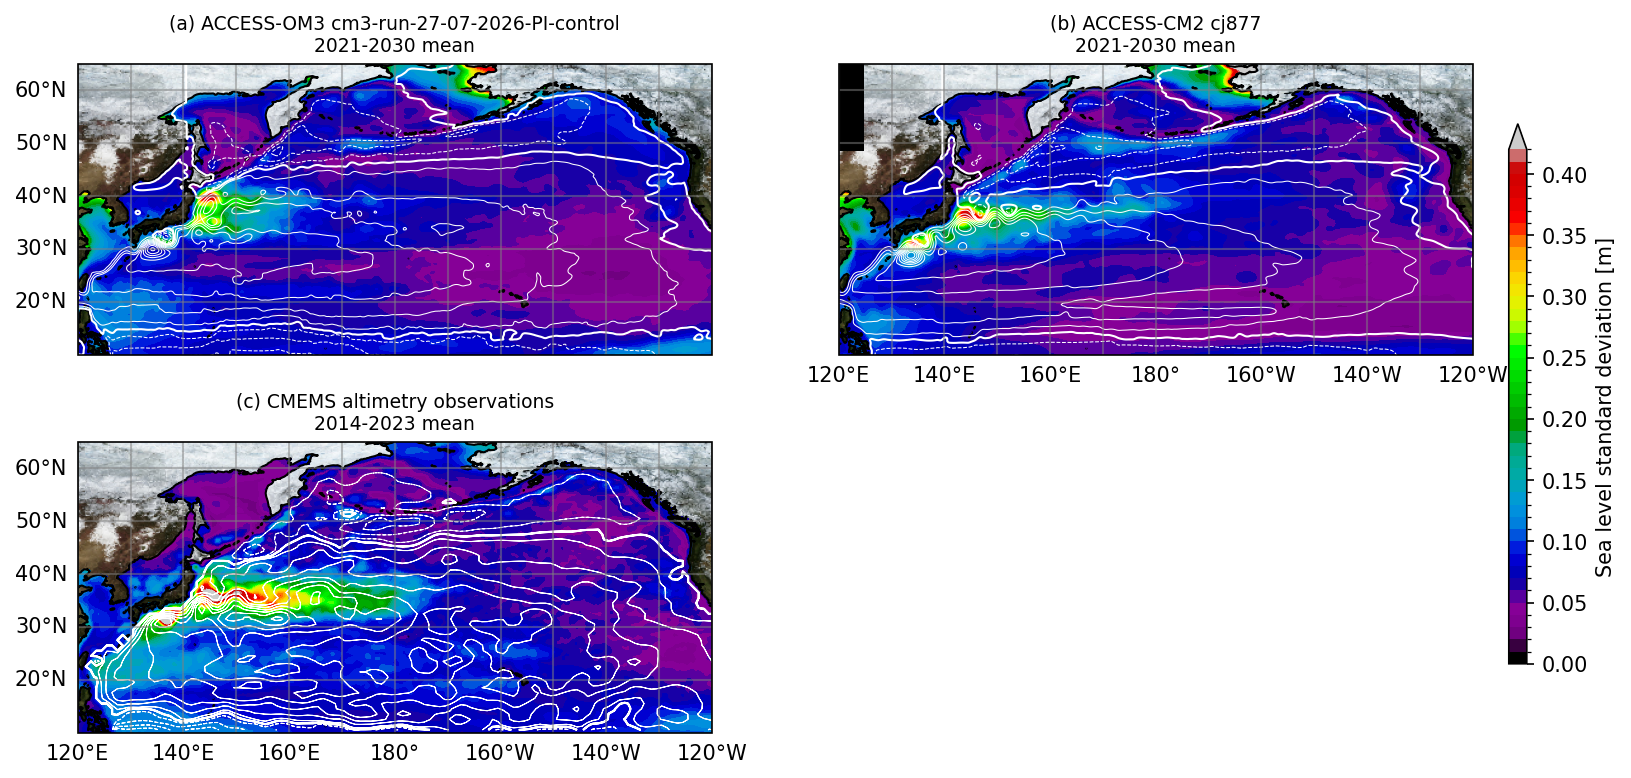 (a) ACCESS-OM3 cm3-run-27-07-2026-PI-control
2021-2030 mean
60°N
50°N
40°N
30°N
20°N
(b) ACCESS-CM2 cj877
2021-2030 mean
120°E 140°E 160°E 180° 160°W 140°W 120°W
(c) CMEMS altimetry observations
2014-2023 mean
60°N
50°N
40°N
30°N
20°N
120°E 140°E 160°E 180° 160°W 140°W 120°W
0.40
0.35
0.30
0.25
0.20
0.15
0.10
0.05
0.00
Sea level standard deviation [m]